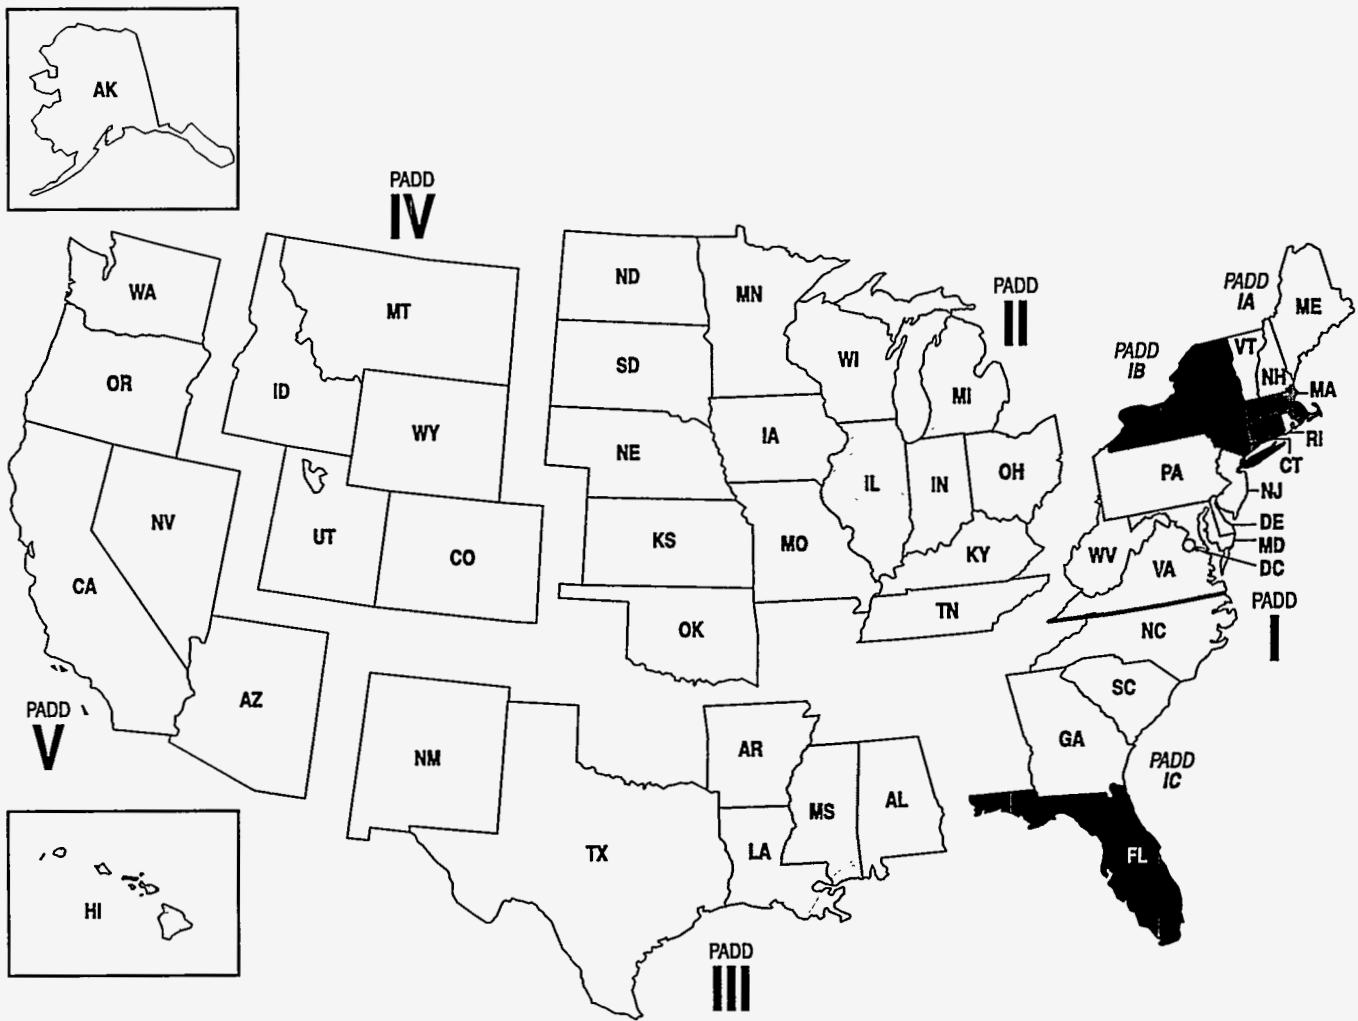 AK
PADD
IV
WA
MT
ND
MN
PADD
II
PADD
IA
ME
OR
ID
SD
WI
MI
PADD
IB
VT
NH
MA
WY
NE
IA
RI
CT
NV
UT
CO
KS
MO
IL
IN
OH
PA
NJ
DE
MD
DC
CA
KY
WV
VA
PADD
I
OK
TN
NC
AZ
SC
PADD
V
NM
AR
MS
AL
GA
PADD
IC
TX
LA
FL
HI
PADD
III